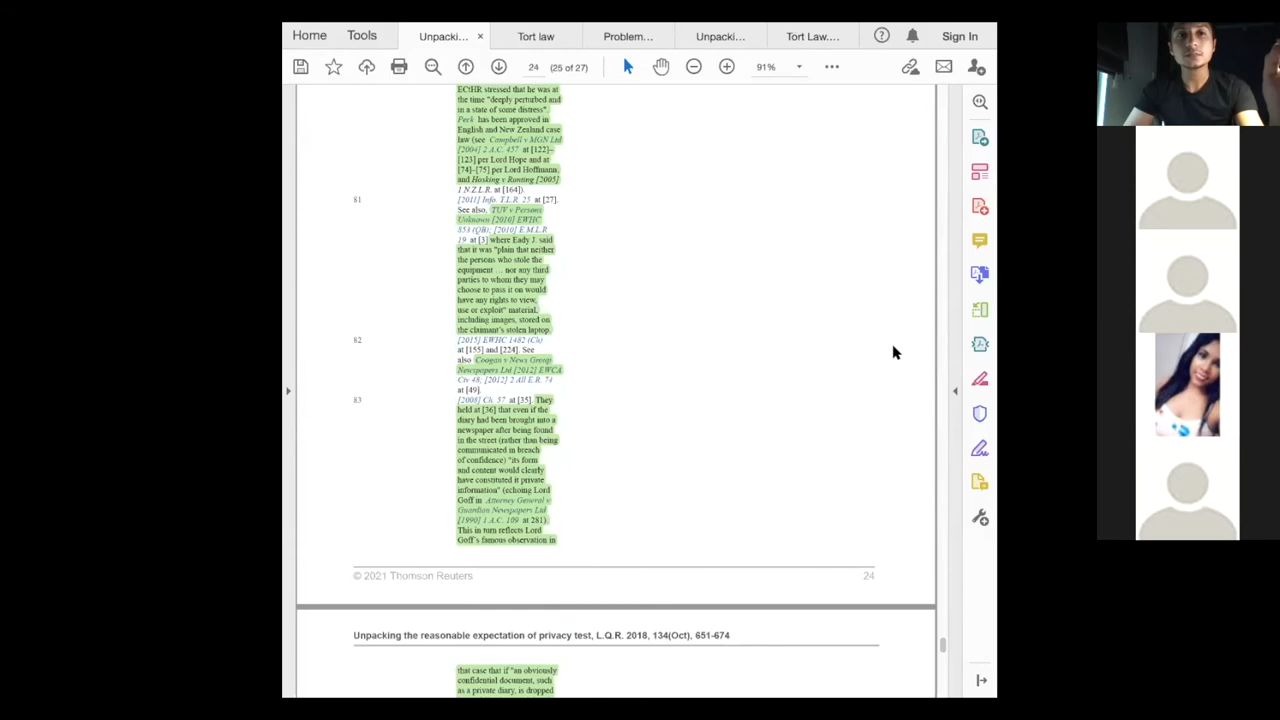 Home
Tools
Unpacki...
Tort law
Problem...
Unpacki...
Tort Law....
Sign In
24
(25 of 27)
91%
ECtHR stressed that he was at
the time "deeply perturbed and
in a state of some distress".
Peck has been approved in
English and New Zealand case
law (see Campbell v MGN Ltd
[2004] 2 A.C. 457 at [122]–
[123] per Lord Hope and at
[74]–[75] per Lord Hoffmann,
and Hosking v Runting [2005]
1 N.Z.L.R. at [164]).
81
[2011] Info. T.L.R. 25 at [27].
See also, TUV v Persons
Unknown [2010] EWHC
853 (QB); [2010] E.M.L.R
19 at [3] where Eady J. said
that it was "plain that neither
the persons who stole the
equipment ... nor any third
parties to whom they may
choose to pass it on would
have any rights to view,
use or exploit" material,
including images, stored on
the claimant's stolen laptop.
82
[2015] EWHC 1482 (Ch)
at [155] and [224]. See
also Coogan v News Group
Newspapers Ltd [2012] EWCA
Civ 48; [2012] 2 All E.R. 74
at [49].
83
[2008] Ch. 57 at [35]. They
held at [36] that even if the
diary had been brought into a
newspaper after being found
in the street (rather than being
communicated in breach
of confidence) "its form
and content would clearly
have constituted it private
information" (echoing Lord
Goff in Attorney General v
Guardian Newspapers Ltd
[1990] 1 A.C. 109 at 281).
This in turn reflects Lord
Goff's famous observation in
© 2021 Thomson Reuters
24
Unpacking the reasonable expectation of privacy test, L.Q.R. 2018, 134(Oct), 651-674
that case that if "an obviously
confidential document, such
as a private diary, is dropped